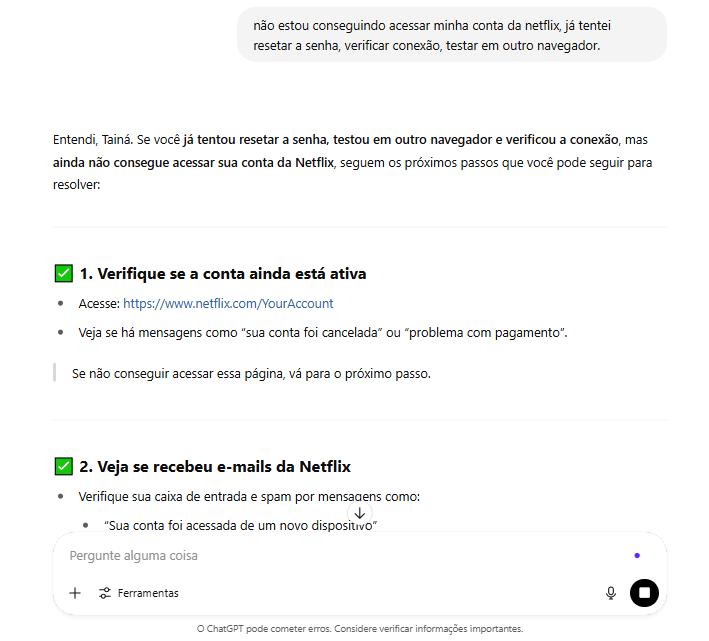 não estou conseguindo acessar minha conta da netflix, já tentei
resetar a senha, verificar conexão, testar em outro navegador.
Entendi, Tainá. Se você já tentou resetar a senha, testou em outro navegador e verificou a conexão, mas
ainda não consegue acessar sua conta da Netflix, seguem os próximos passos que você pode seguir para
resolver:
✅ 1. Verifique se a conta ainda está ativa
• Acesse: https://www.netflix.com/YourAccount
• Veja se há mensagens como “sua conta foi cancelada” ou “problema com pagamento”.
Se não conseguir acessar essa página, vá para o próximo passo.
✅ 2. Veja se recebeu e-mails da Netflix
• Verifique sua caixa de entrada e spam por mensagens como:
• “Sua conta foi acessada de um novo dispositivo”
Pergunte alguma coisa
Ferramentas
O ChatGPT pode cometer erros. Considere verificar informações importantes.